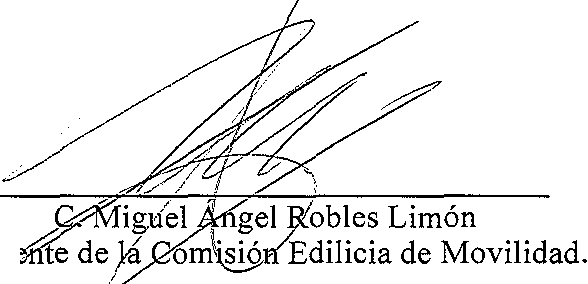 C. Miguel Angel Robles Limón
ente de la Comisión Edilicia de Movilidad.